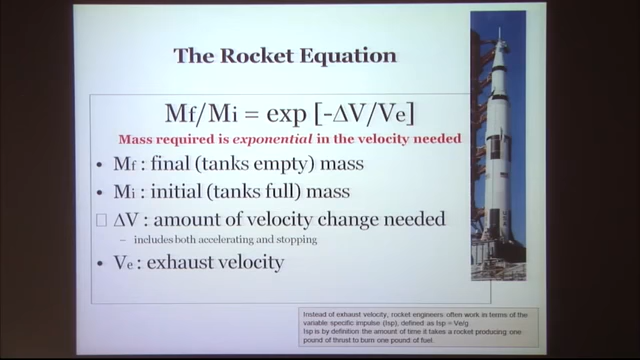 The Rocket Equation
Mf/Mi = exp [-ΔV/Ve]
Mass required is exponential in the velocity needed
• Mf : final (tanks empty) mass
• Mi : initial (tanks full) mass
□ ΔV : amount of velocity change needed
– includes both accelerating and stopping
• Ve : exhaust velocity
Instead of exhaust velocity, rocket engineers often work in terms of the
variable specific impulse (Isp), defined as Isp = Ve/g
Isp is by definition the amount of time it takes a rocket producing one
pound of thrust to burn one pound of fuel.